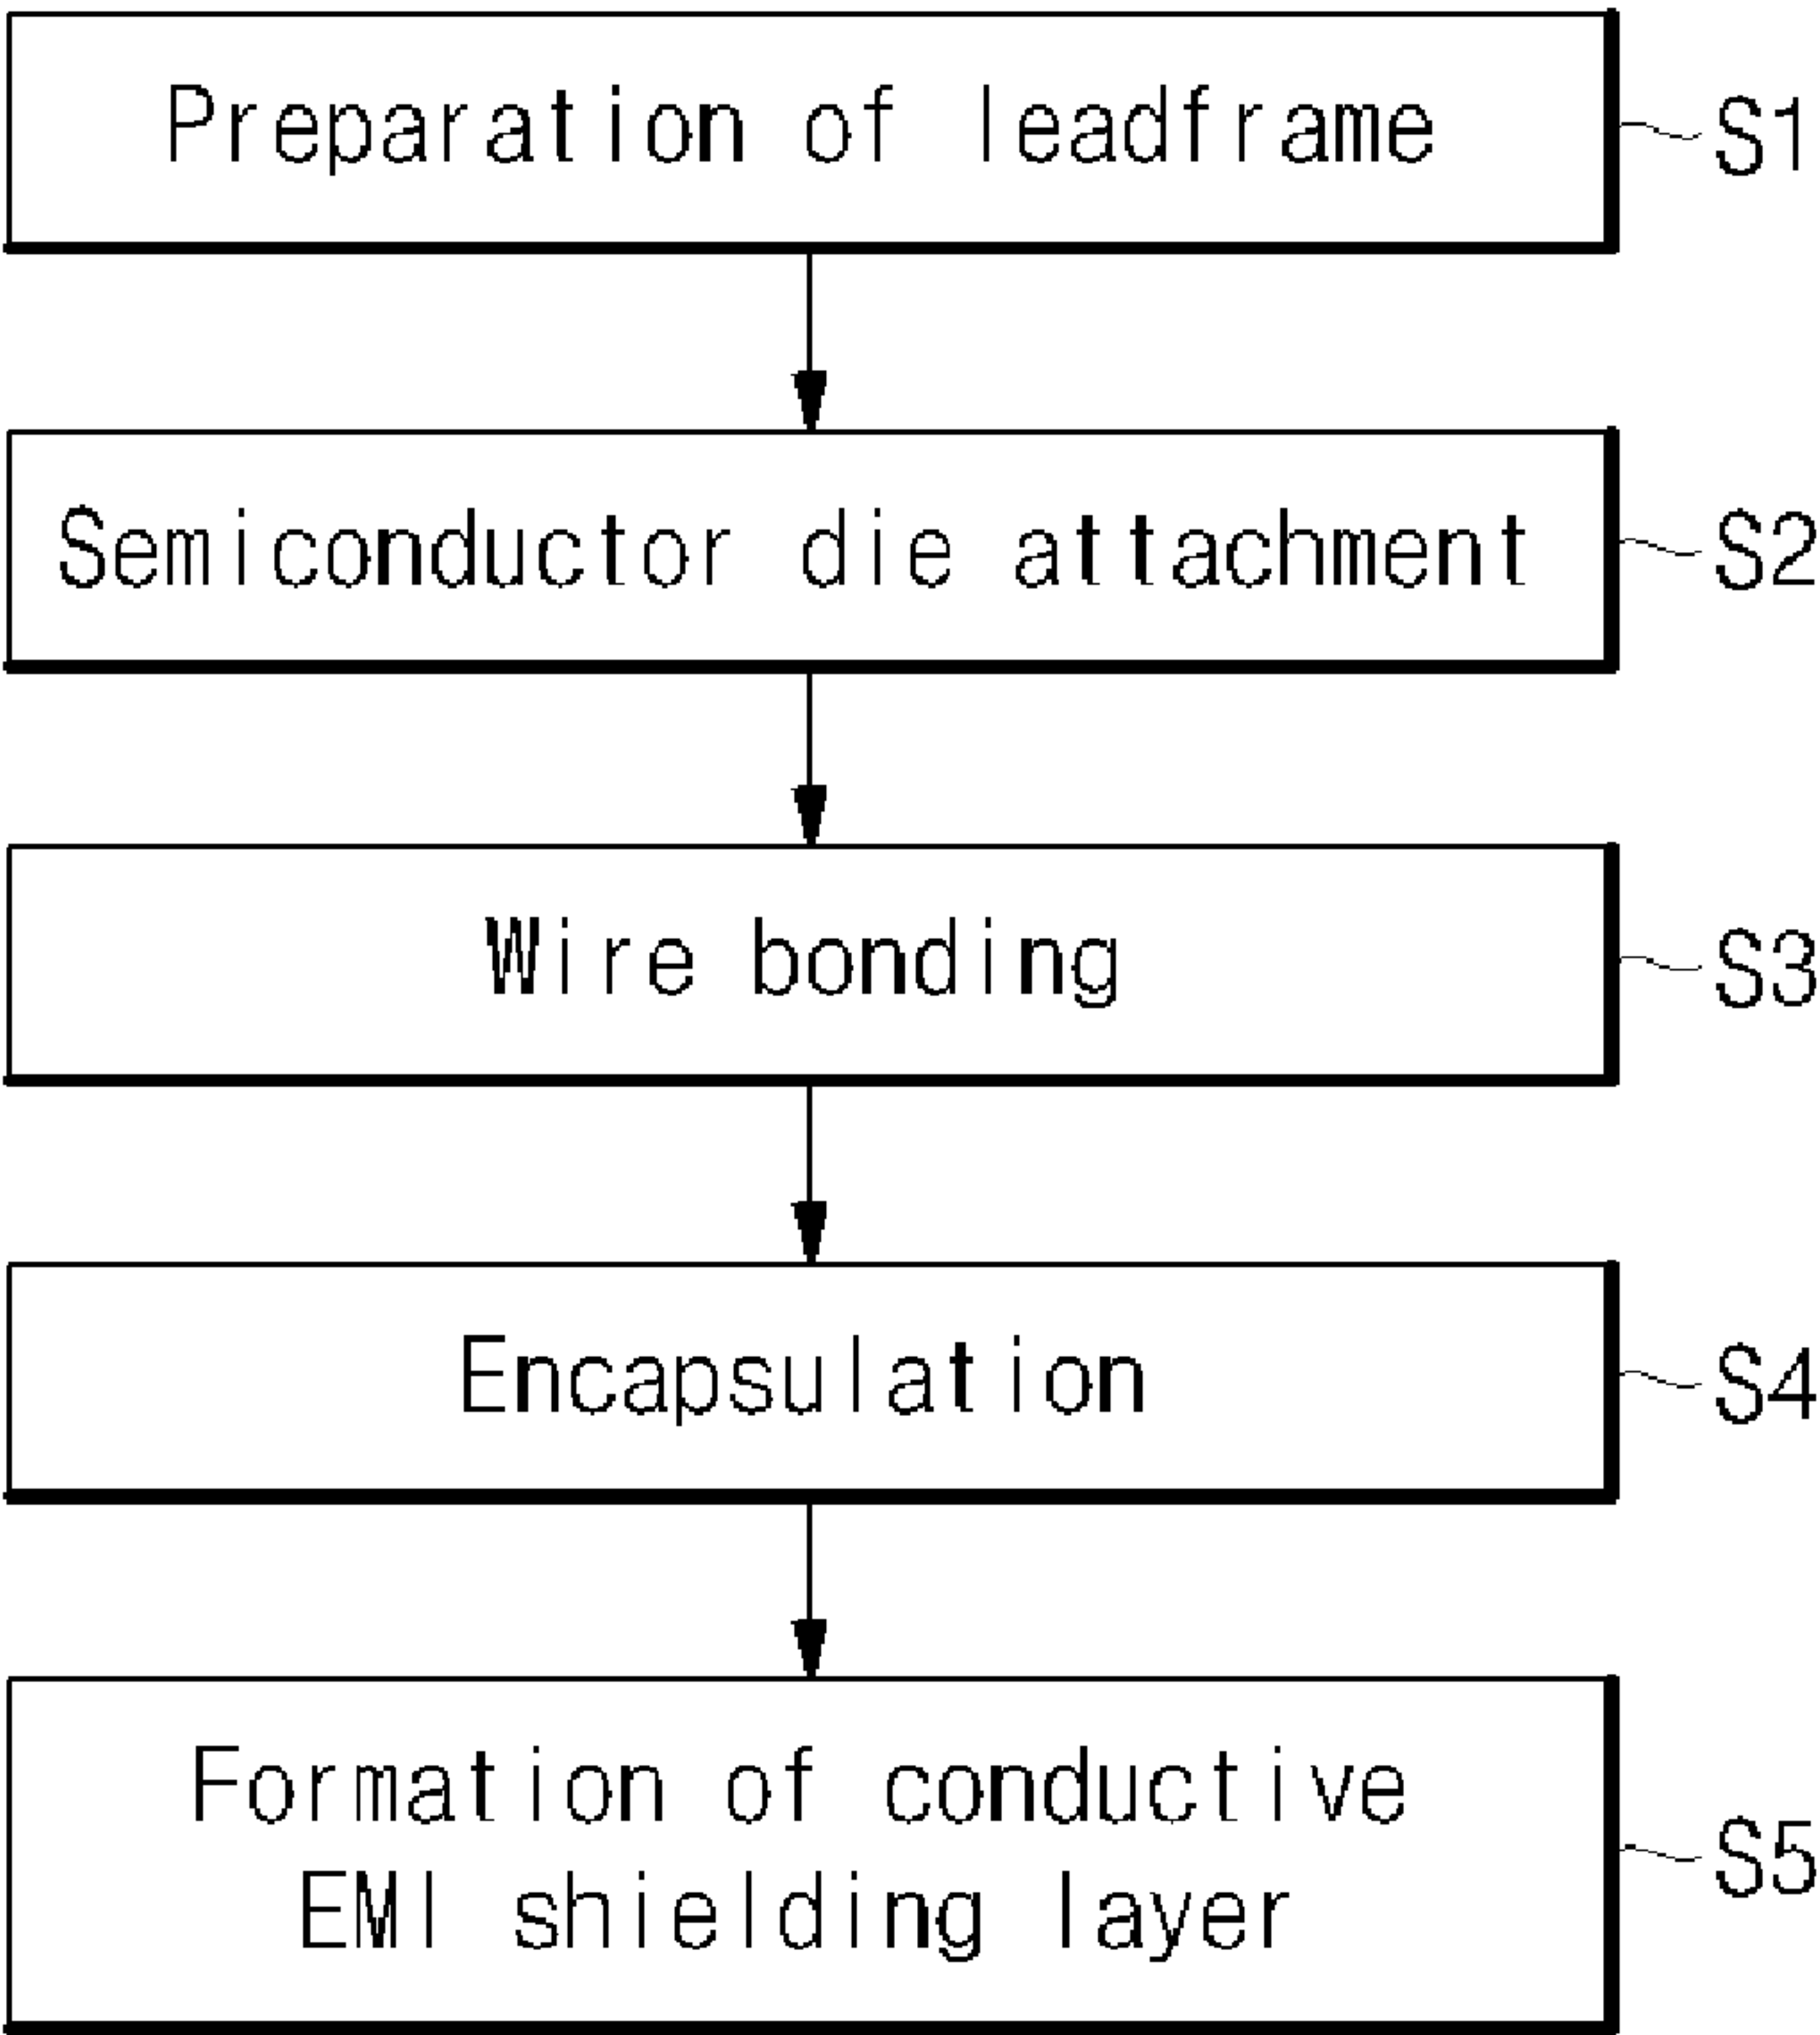 Preparation of leadframe
S1
Semiconductor die attachment
S2
Wire bonding
S3
Encapsulation
S4
Formation of conductive
EMI shielding layer
S5